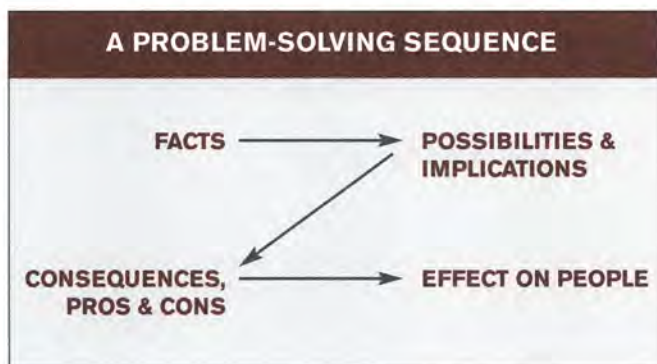 A PROBLEM-SOLVING SEQUENCE
FACTS
POSSIBILITIES &
IMPLICATIONS
CONSEQUENCES,
PROS & CONS
EFFECT ON PEOPLE